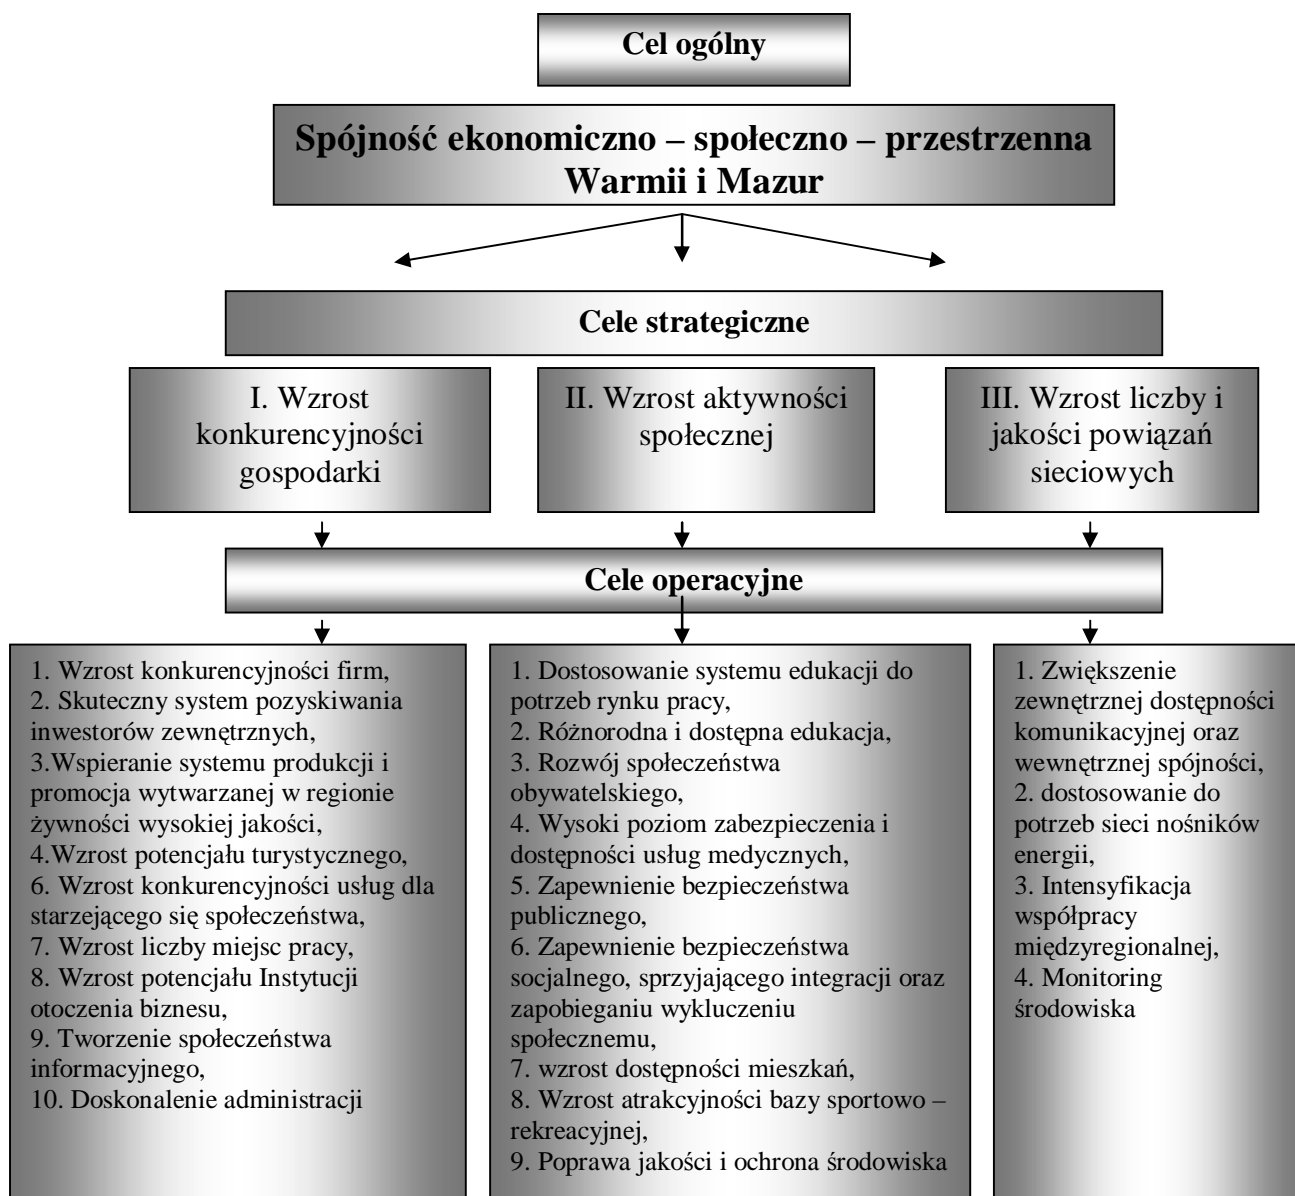 Cel ogólny
Spójność ekonomiczno – społeczno – przestrzenna
Warmii i Mazur
Cele strategiczne
I. Wzrost
konkurencyjności
gospodarki
II. Wzrost aktywności
społecznej
III. Wzrost liczby i
jakości powiązań
sieciowych
Cele operacyjne
1. Wzrost konkurencyjności firm,
2. Skuteczny system pozyskiwania
inwestorów zewnętrznych,
3.Wspieranie systemu produkcji i
promocja wytwarzanej w regionie
żywności wysokiej jakości,
4.Wzrost potencjału turystycznego,
6. Wzrost konkurencyjności usług dla
starzejącego się społeczeństwa,
7. Wzrost liczby miejsc pracy,
8. Wzrost potencjału Instytucji
otoczenia biznesu,
9. Tworzenie społeczeństwa
informacyjnego,
10. Doskonalenie administracji
1. Dostosowanie systemu edukacji do
potrzeb rynku pracy,
2. Różnorodna i dostępna edukacja,
3. Rozwój społeczeństwa
obywatelskiego,
4. Wysoki poziom zabezpieczenia i
dostępności usług medycznych,
5. Zapewnienie bezpieczeństwa
publicznego,
6. Zapewnienie bezpieczeństwa
socjalnego, sprzyjającego integracji oraz
zapobieganiu wykluczeniu
społecznemu,
7. wzrost dostępności mieszkań,
8. Wzrost atrakcyjności bazy sportowo –
rekreacyjnej,
9. Poprawa jakości i ochrona środowiska
1. Zwiększenie
zewnętrznej dostępności
komunikacyjnej oraz
wewnętrznej spójności,
2. dostosowanie do
potrzeb sieci nośników
energii,
3. Intensyfikacja
współpracy
międzyregionalnej,
4. Monitoring
środowiska